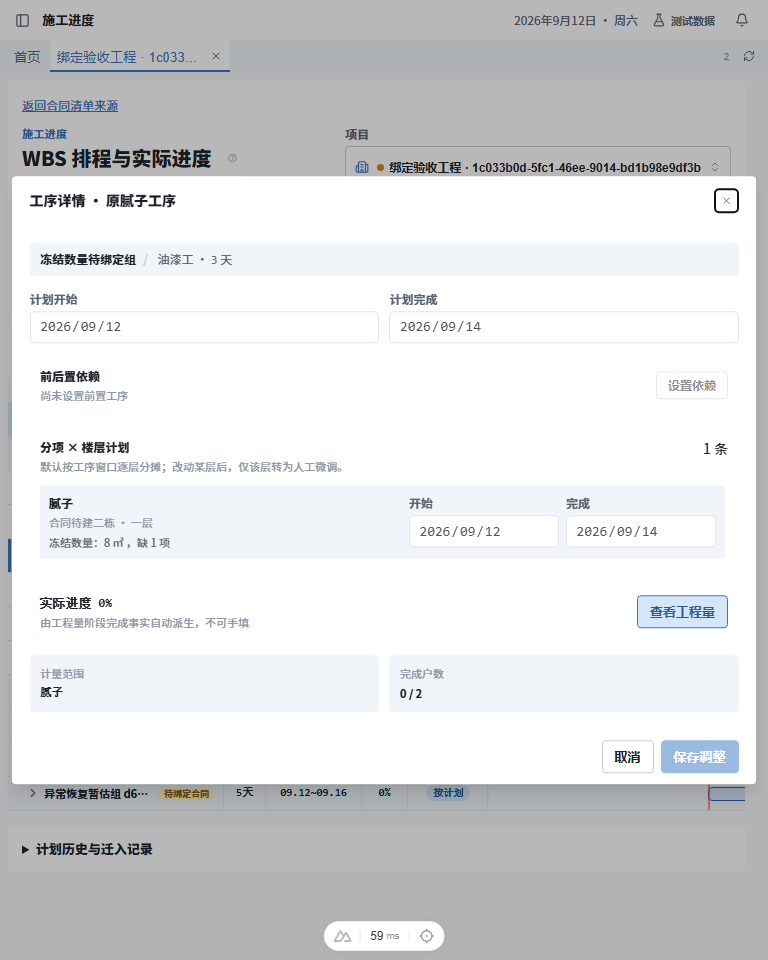 施工进度
2026年9月12日 • 周六
测试数据
首页
绑定验收工程 · 1c033...
2
返回合同清单来源
施工进度
WBS 排程与实际进度
项目
绑定验收工程 · 1c033b0d-5fc1-46ee-9014-bd1b98e9df3b
工序详情 • 原腻子工序
冻结数量待绑定组 / 油漆工 • 3 天
计划开始
计划完成
2026/09/12
2026/09/14
前后置依赖
尚未设置前置工序
设置依赖
分项 × 楼层计划
1 条
默认按工序窗口逐层分摊；改动某层后，仅该层转为人工微调。
腻子
合同待建二栋 • 一层
冻结数量：8 ㎡，缺 1 项
开始
完成
2026/09/12
2026/09/14
实际进度 0%
由工程量阶段完成事实自动派生，不可手填
查看工程量
计量范围
腻子
完成户数
0 / 2
取消
保存调整
异常恢复暂估组 d6…
待绑定合同
5天
09.12~09.16
0%
按计划
计划历史与迁入记录
59 ms